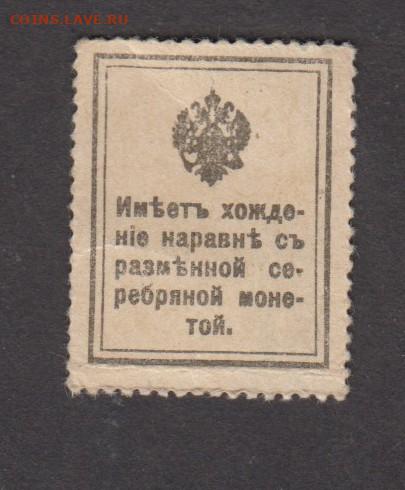 COINS.LAVE.RU
Имѣетъ хожде-
ніе наравнѣ съ
размѣнной се-
ребряной моне-
той.